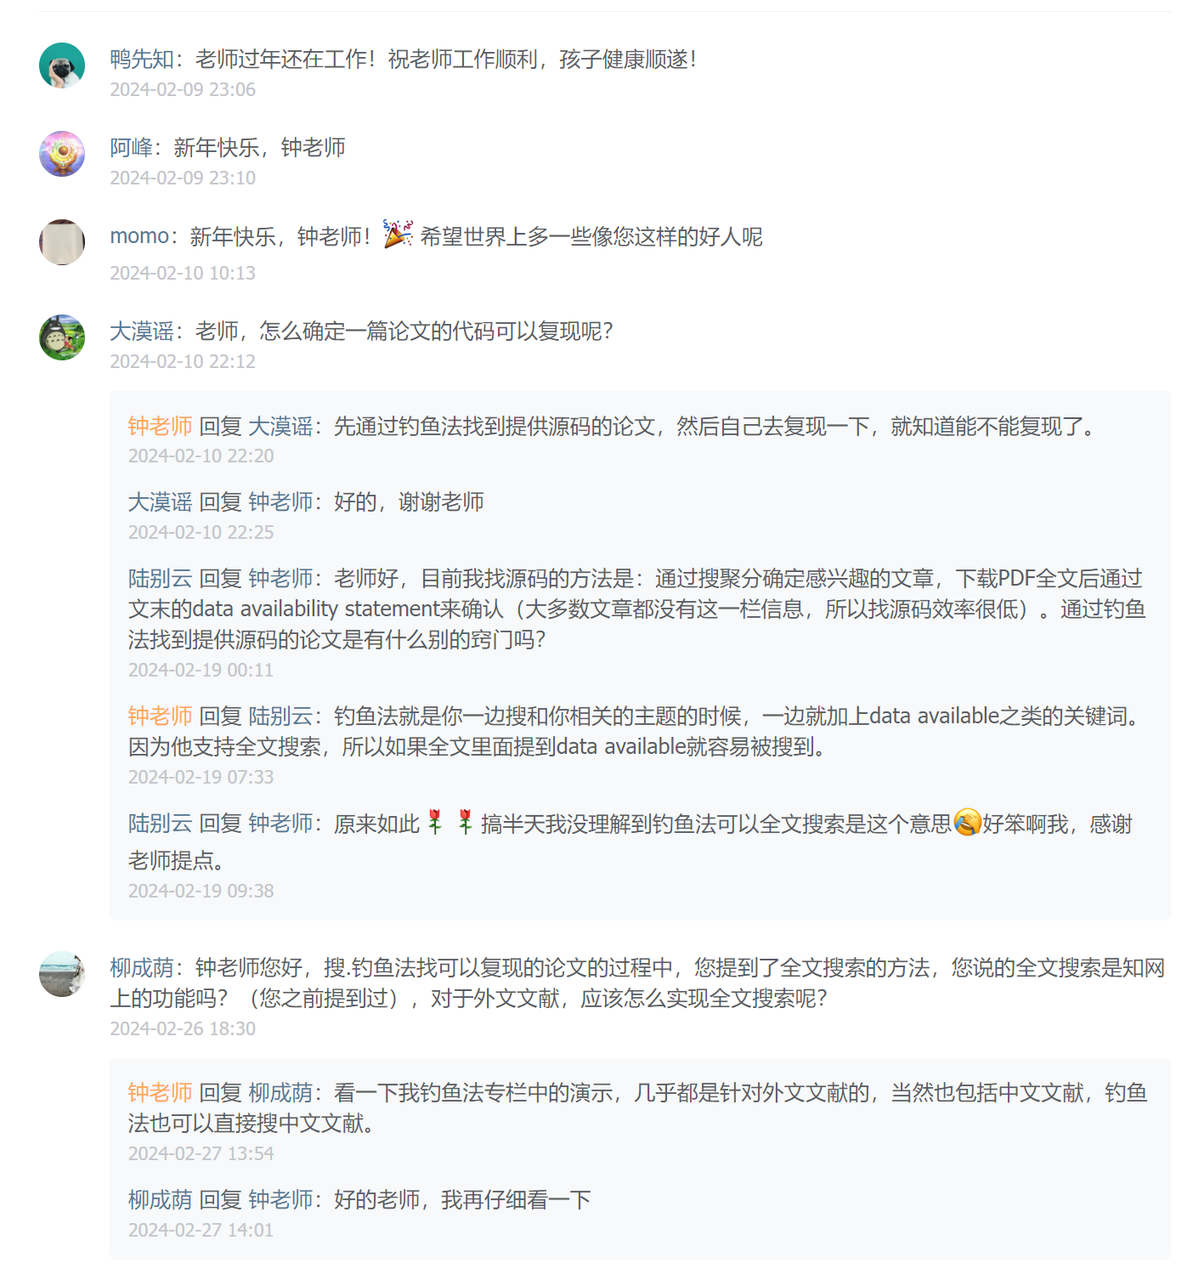 鸭先知：老师过年还在工作！祝老师工作顺利，孩子健康顺遂！
2024-02-09 23:06
阿峰：新年快乐，钟老师
2024-02-09 23:10
momo：新年快乐，钟老师！🎉 希望世界上多一些像您这样的好人呢
2024-02-10 10:13
大漠谣：老师，怎么确定一篇论文的代码可以复现呢？
2024-02-10 22:12
钟老师 回复 大漠谣：先通过钓鱼法找到提供源码的论文，然后自己去复现一下，就知道能不能复现了。
2024-02-10 22:20
大漠谣 回复 钟老师：好的，谢谢老师
2024-02-10 22:25
陆别云 回复 钟老师：老师好，目前我找源码的方法是：通过搜聚分确定感兴趣的文章，下载PDF全文后通过
文末的data availability statement来确认（大多数文章都没有这一栏信息，所以找源码效率很低）。通过钓鱼
法找到提供源码的论文是有什么别的窍门吗？
2024-02-19 00:11
钟老师 回复 陆别云：钓鱼法就是你一边搜和你相关的主题的时候，一边就加上data available之类的关键词。
因为他支持全文搜索，所以如果全文里面提到data available就容易被搜到。
2024-02-19 07:33
陆别云 回复 钟老师：原来如此🌹🌹搞半天我没理解到钓鱼法可以全文搜索是这个意思😂好笨啊我，感谢
老师提点。
2024-02-19 09:38
柳成荫：钟老师您好，搜.钓鱼法找可以复现的论文的过程中，您提到了全文搜索的方法，您说的全文搜索是知网
上的功能吗？（您之前提到过），对于外文文献，应该怎么实现全文搜索呢？
2024-02-26 18:30
钟老师 回复 柳成荫：看一下我钓鱼法专栏中的演示，几乎都是针对外文文献的，当然也包括中文文献，钓鱼
法也可以直接搜中文文献。
2024-02-27 13:54
柳成荫 回复 钟老师：好的老师，我再仔细看一下
2024-02-27 14:01